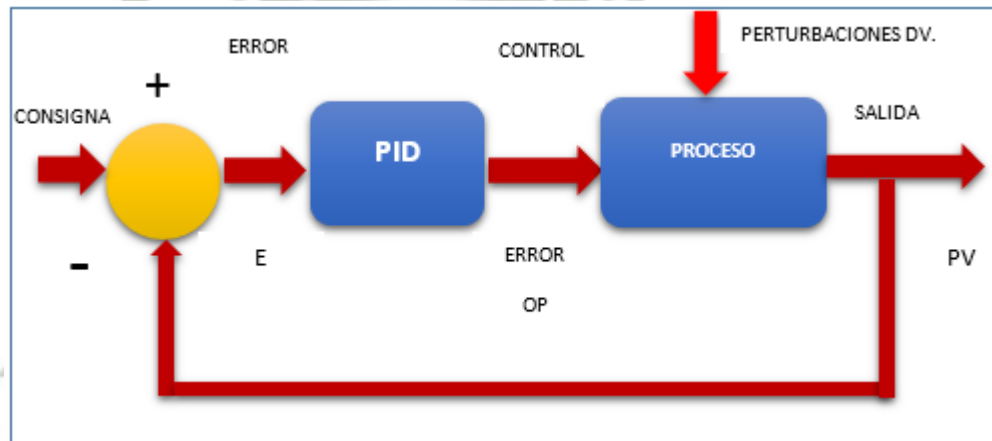 ERROR
CONTROL
PERTURBACIONES DV.
+
CONSIGNA
SALIDA
PID
PROCESO
-
E
ERROR
PV
OP